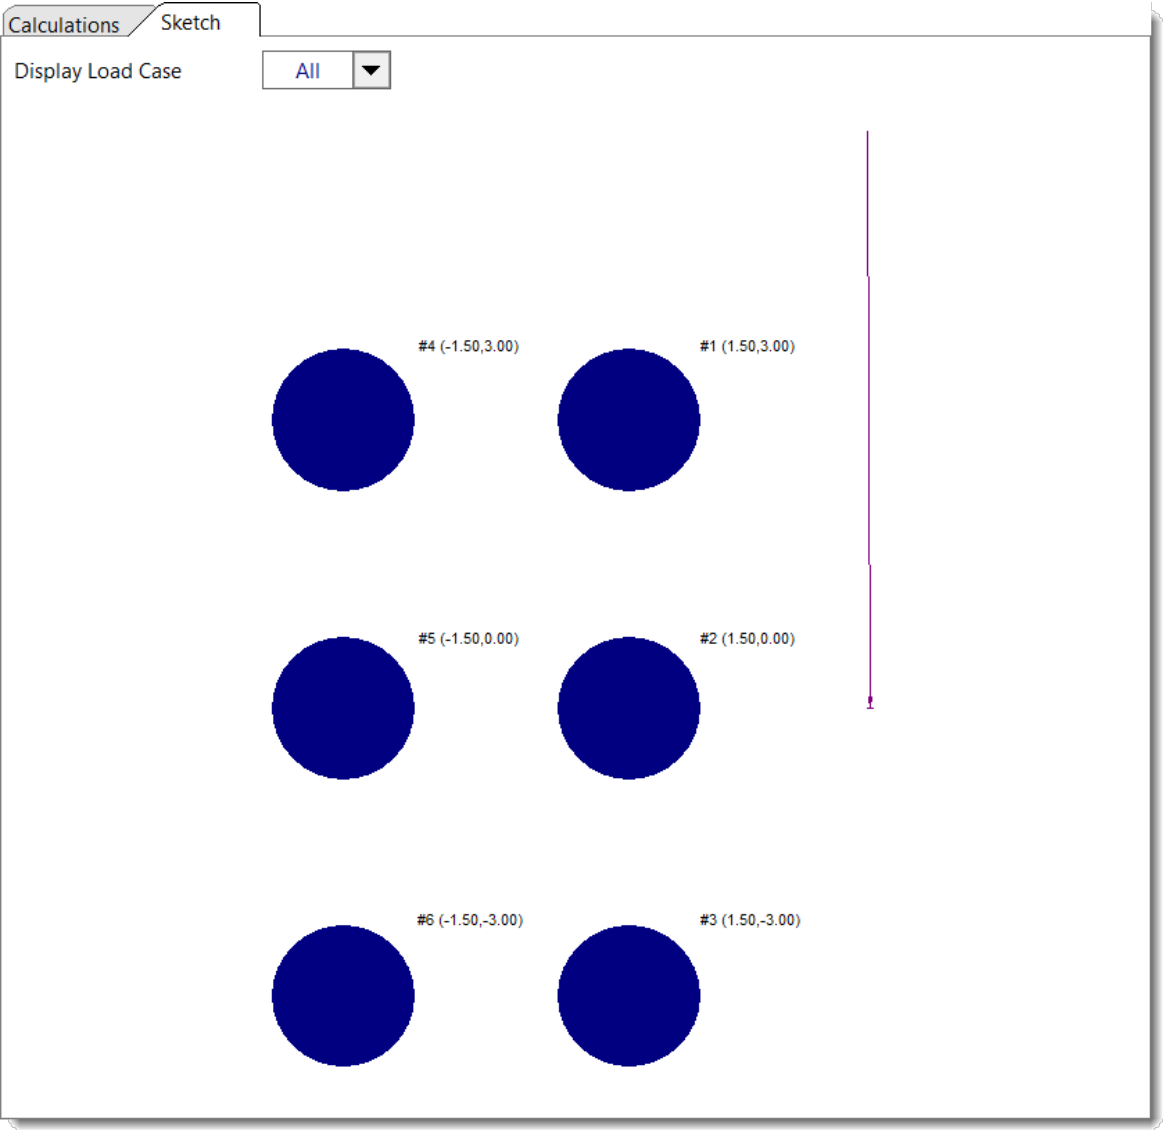 Calculations
Sketch
Display Load Case
All
#4 (-1.50,3.00)
#1 (1.50,3.00)
#5 (-1.50,0.00)
#2 (1.50,0.00)
#6 (-1.50,-3.00)
#3 (1.50,-3.00)